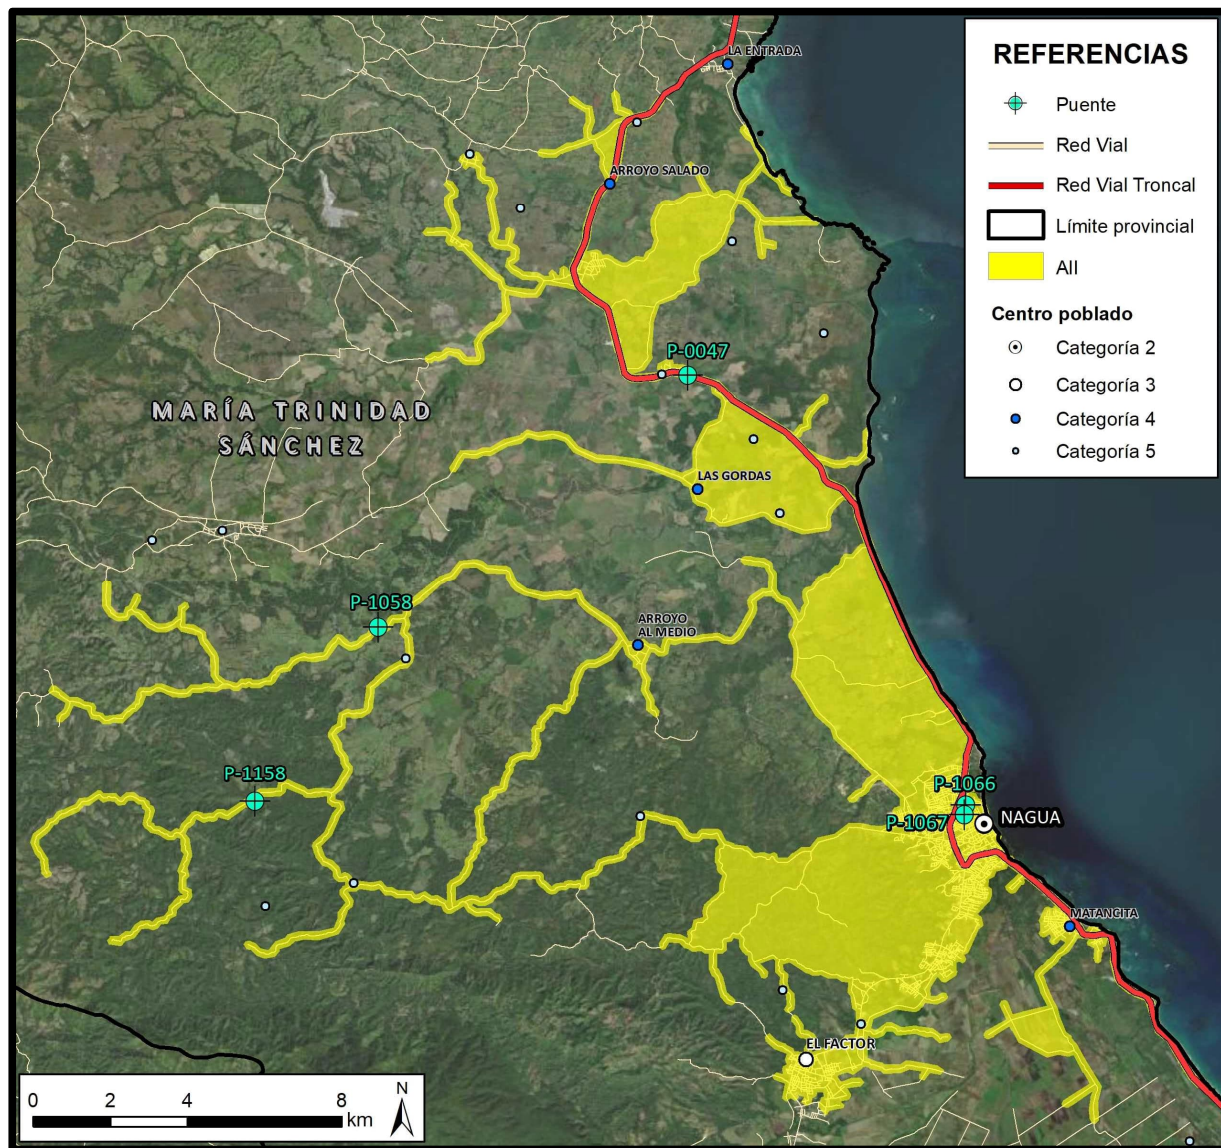 LA ENTRADA
ARROYO SALADO
P-0047
MARÍA TRINIDAD
SÁNCHEZ
LAS GORDAS
P-1058
ARROYO
AL MEDIO
P-1158
P-1066
P-1067
NAGUA
MATANCITA
EL FACTOR
REFERENCIAS
Puente
Red Vial
Red Vial Troncal
Límite provincial
AII
Centro poblado
Categoría 2
Categoría 3
Categoría 4
Categoría 5
0 2 4 8
km
N